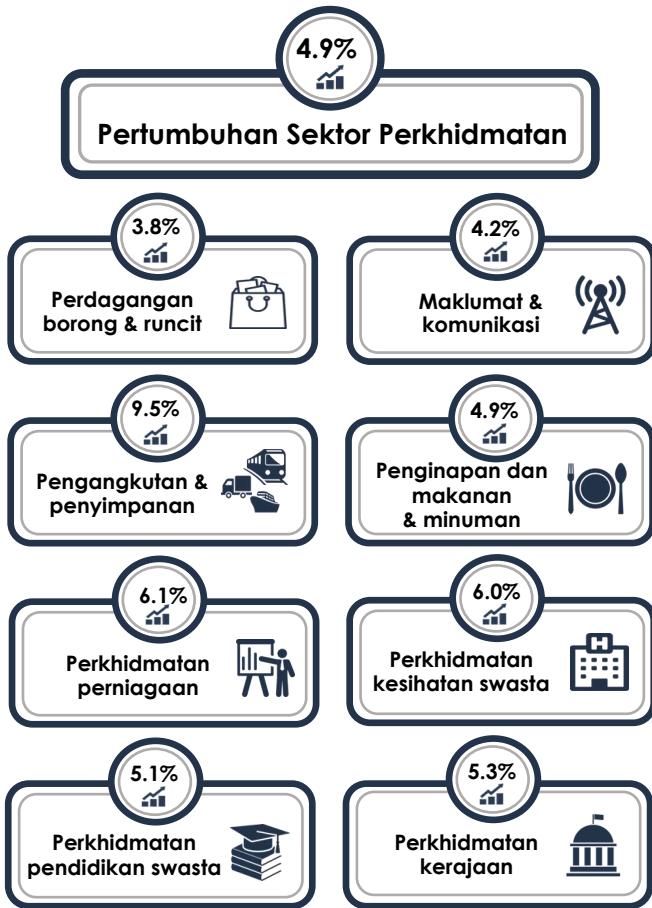 4.9%
Pertumbuhan Sektor Perkhidmatan
3.8%
Perdagangan
borong & runcit
4.2%
Maklumat &
komunikasi
9.5%
Pengangkutan &
penyimpanan
4.9%
Penginapan dan
makanan
& minuman
6.1%
Perkhidmatan
perniagaan
6.0%
Perkhidmatan
kesihatan swasta
H
5.1%
Perkhidmatan
pendidikan swasta
5.3%
Perkhidmatan
kerajaan